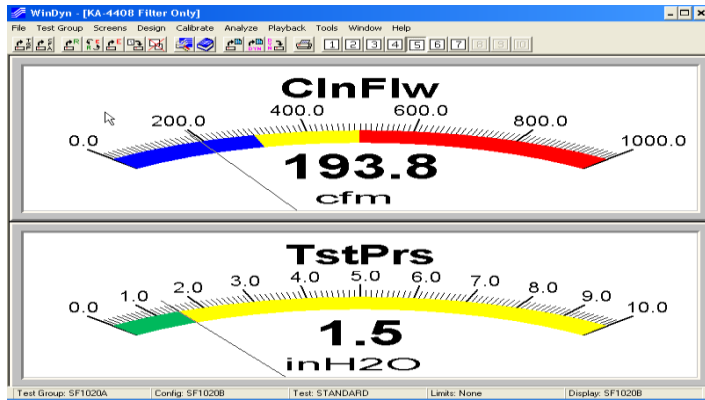 WinDyn - [KA-4408 Filter Only]
File Test Group Screens Design Calibrate Analyze Playback Tools Window Help
1 2 3 4 5 6 7 8 9 10
ClnFlw
0.0 200.0 400.0 600.0 800.0 1000.0
193.8
cfm
TstPrs
0.0 1.0 2.0 3.0 4.0 5.0 6.0 7.0 8.0 9.0 10.0
1.5
inH2O
Test Group: SF1020A Config: SF1020B Test: STANDARD Limits: None Display: SF1020B